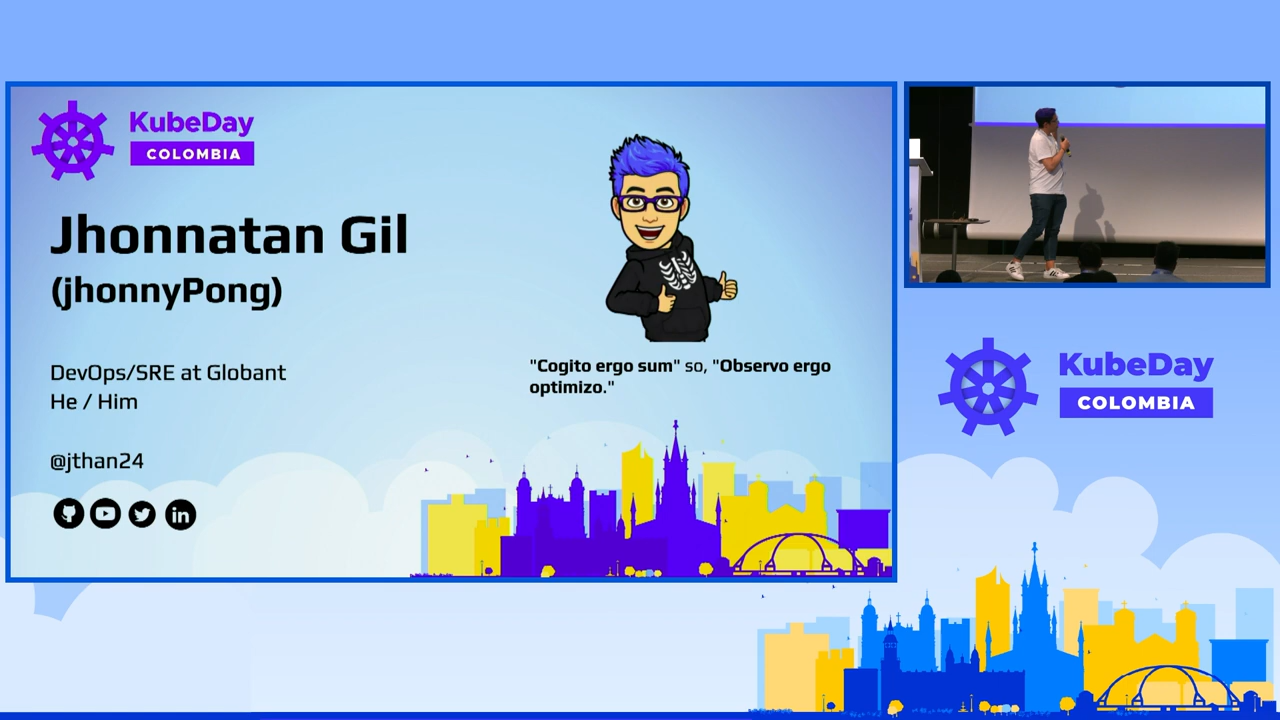 KubeDay
COLOMBIA
Jhonnatan Gil
(jhonnyPong)
DevOps/SRE at Globant
He / Him
@jthan24
in
"Cogito ergo sum" so, "Observo ergo
optimizo."
KubeDay
COLOMBIA